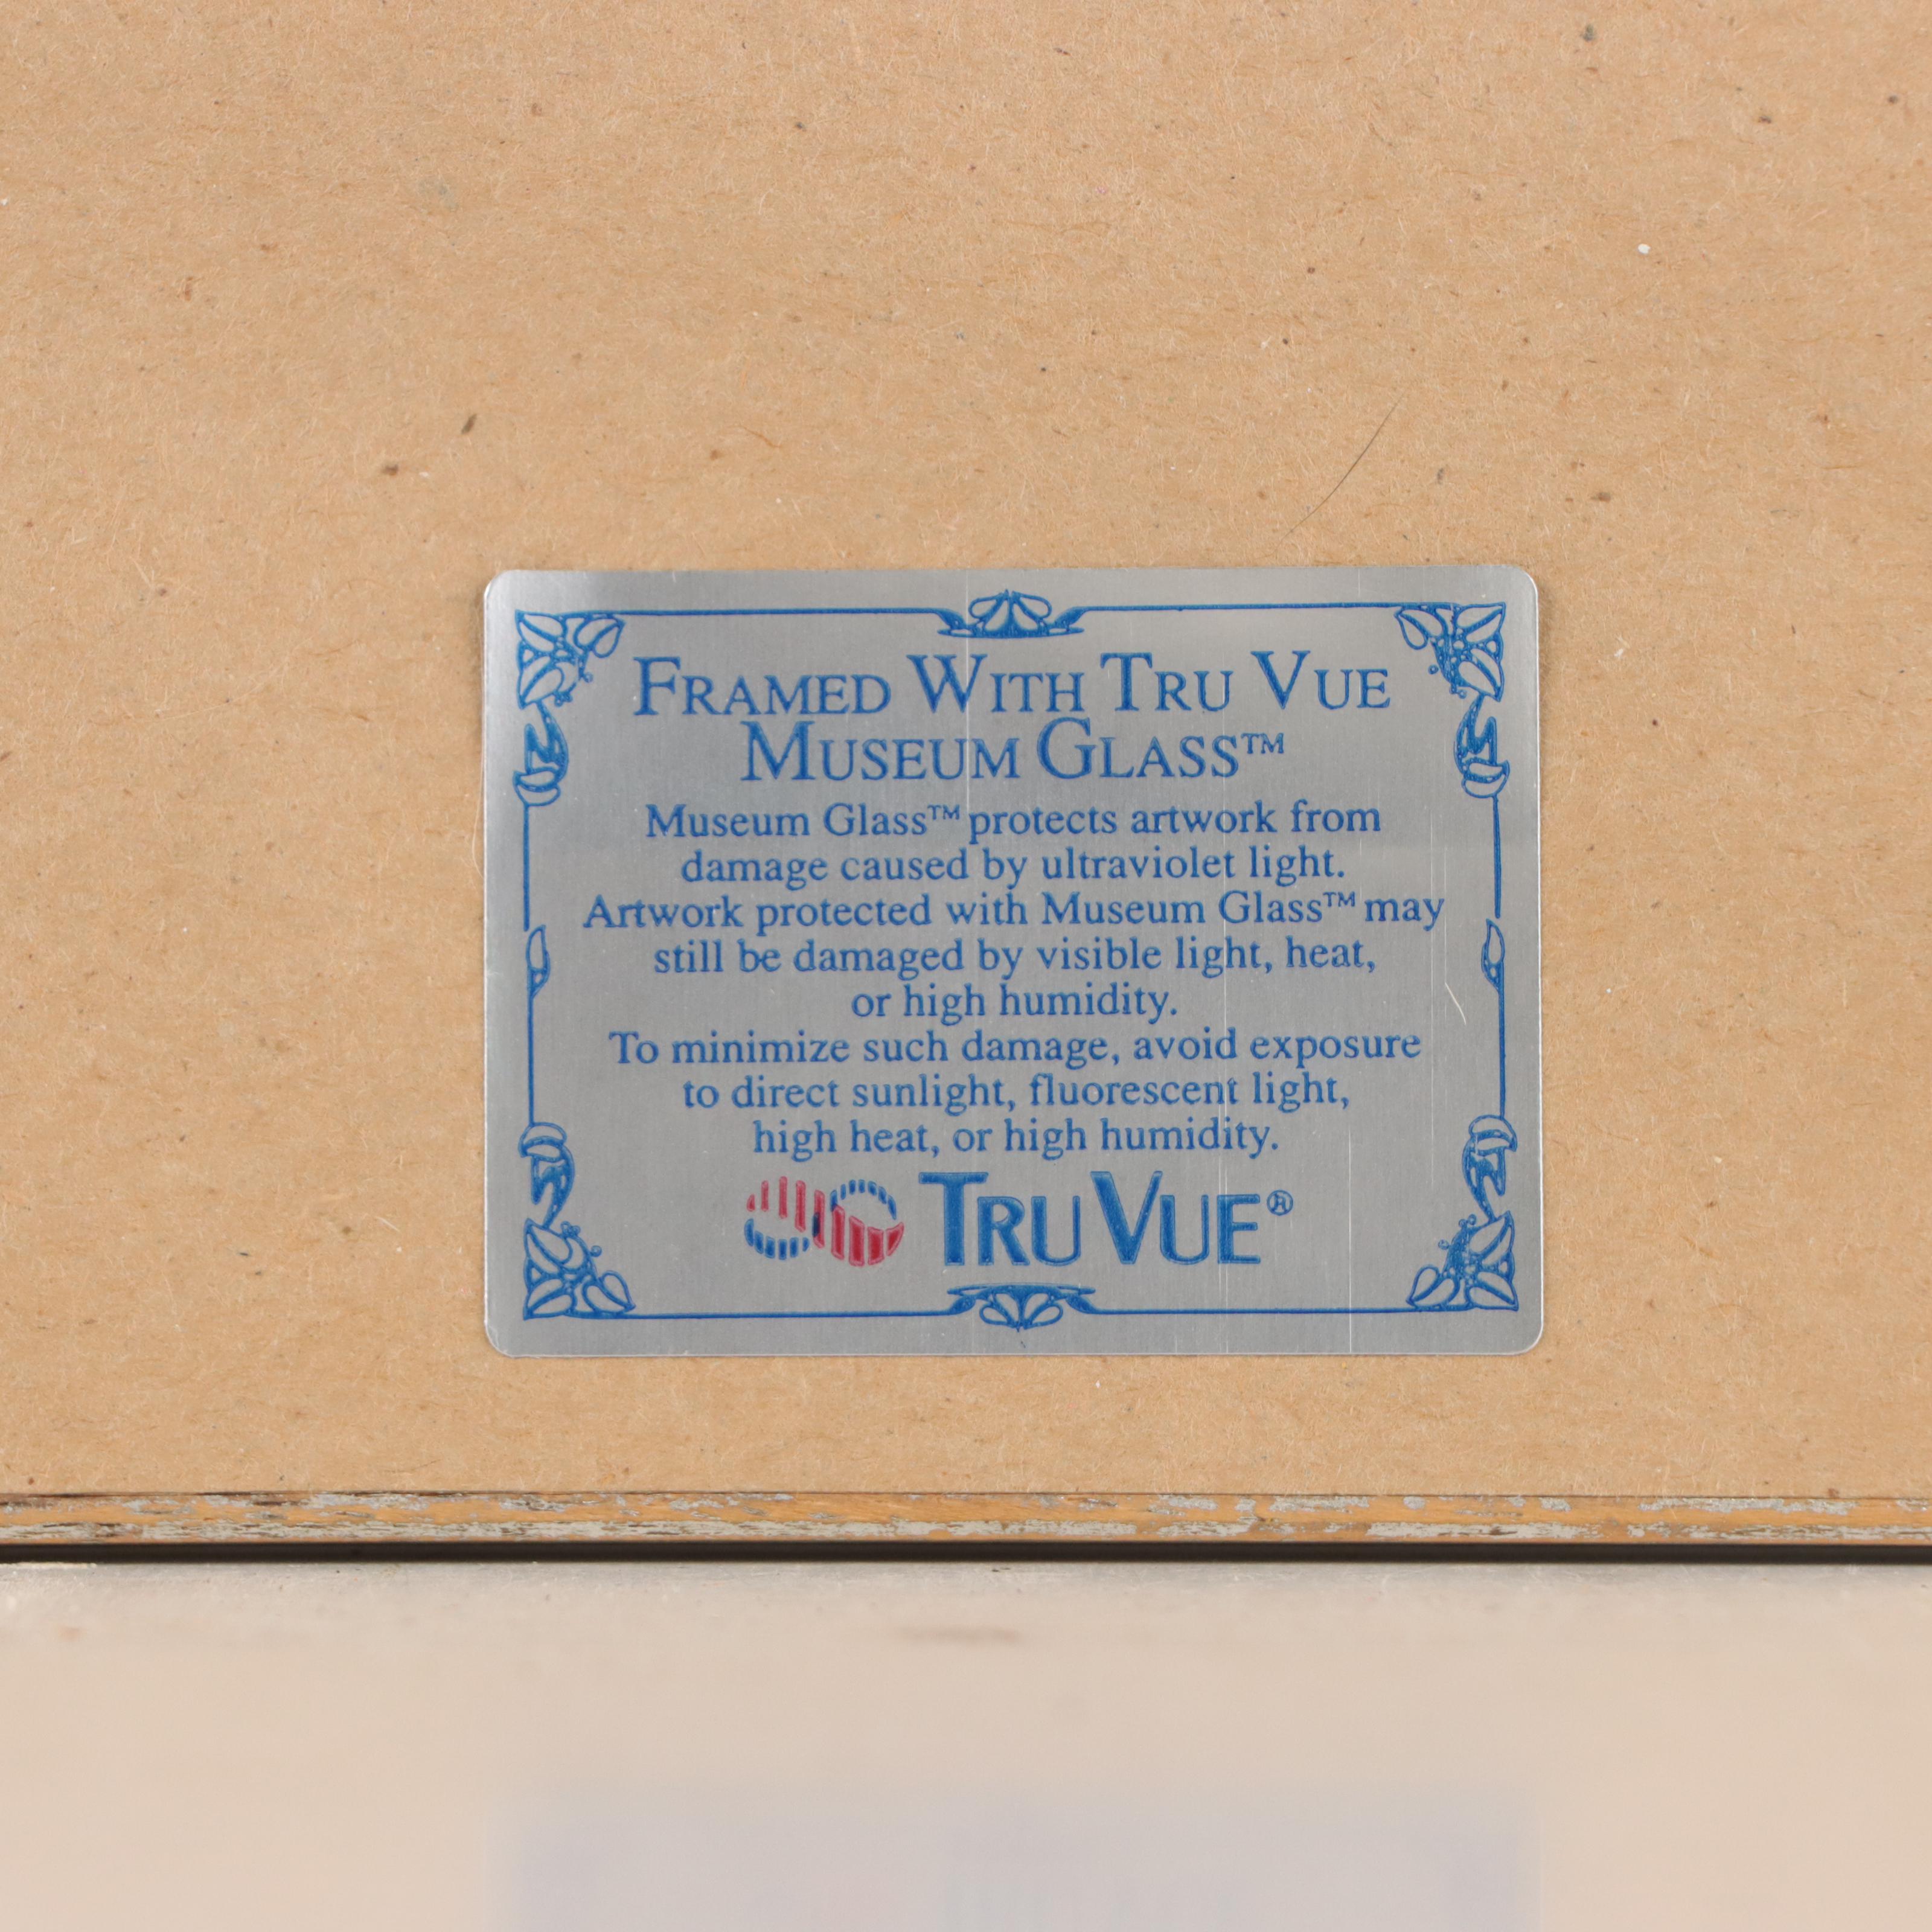 FRAMED WITH TRU VUE
MUSEUM GLASS™
Museum Glass™ protects artwork from
damage caused by ultraviolet light.
Artwork protected with Museum Glass™ may
still be damaged by visible light, heat,
or high humidity.
To minimize such damage, avoid exposure
to direct sunlight, fluorescent light,
high heat, or high humidity.
TRU VUE®